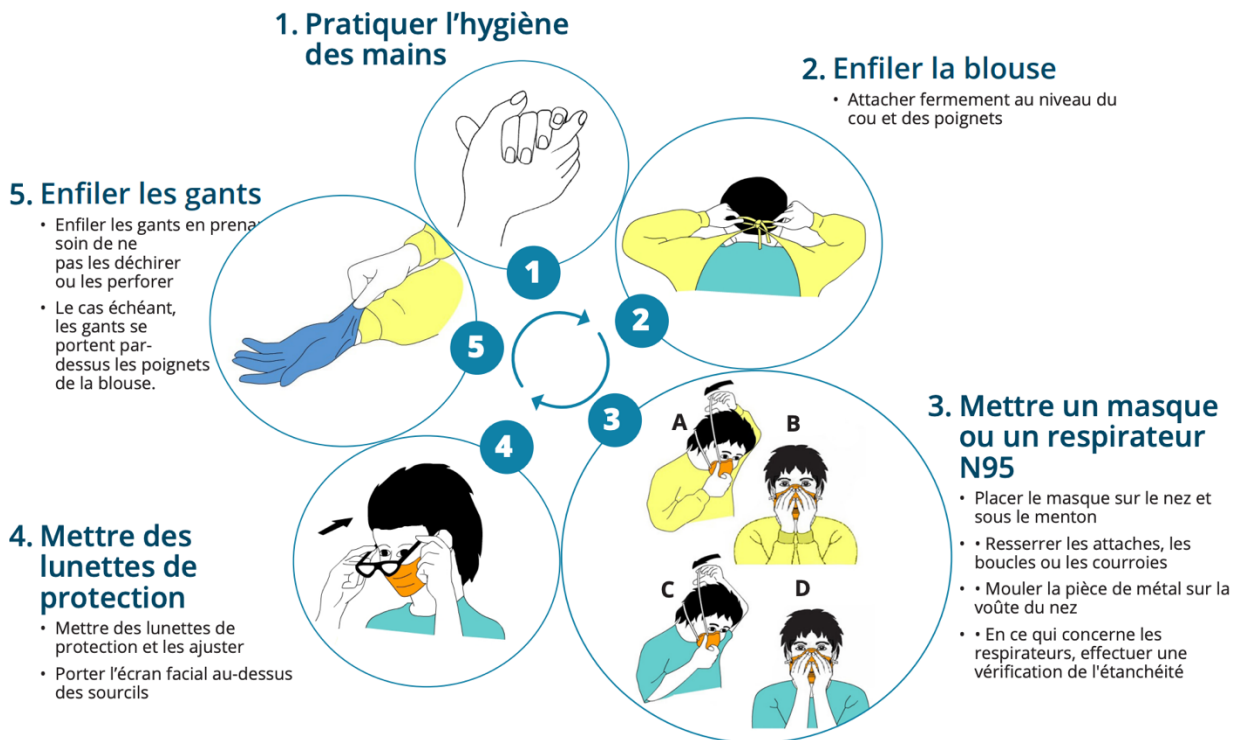 1. Pratiquer l’hygiène
des mains
1
2. Enfiler la blouse
• Attacher fermement au niveau du
cou et des poignets
2
3. Mettre un masque
ou un respirateur
N95
• Placer le masque sur le nez et
sous le menton
• • Resserrer les attaches, les
boucles ou les courroies
• • Mouler la pièce de métal sur la
voûte du nez
• • En ce qui concerne les
respirateurs, effectuer une
vérification de l'étanchéité
3
A
B
C
D
4. Mettre des
lunettes de
protection
• Mettre des lunettes de
protection et les ajuster
• Porter l’écran facial au-dessus
des sourcils
4
5. Enfiler les gants
• Enfiler les gants en prena
soin de ne
pas les déchirer
ou les perforer
• Le cas échéant,
les gants se
portent par-
dessus les poignets
de la blouse.
5